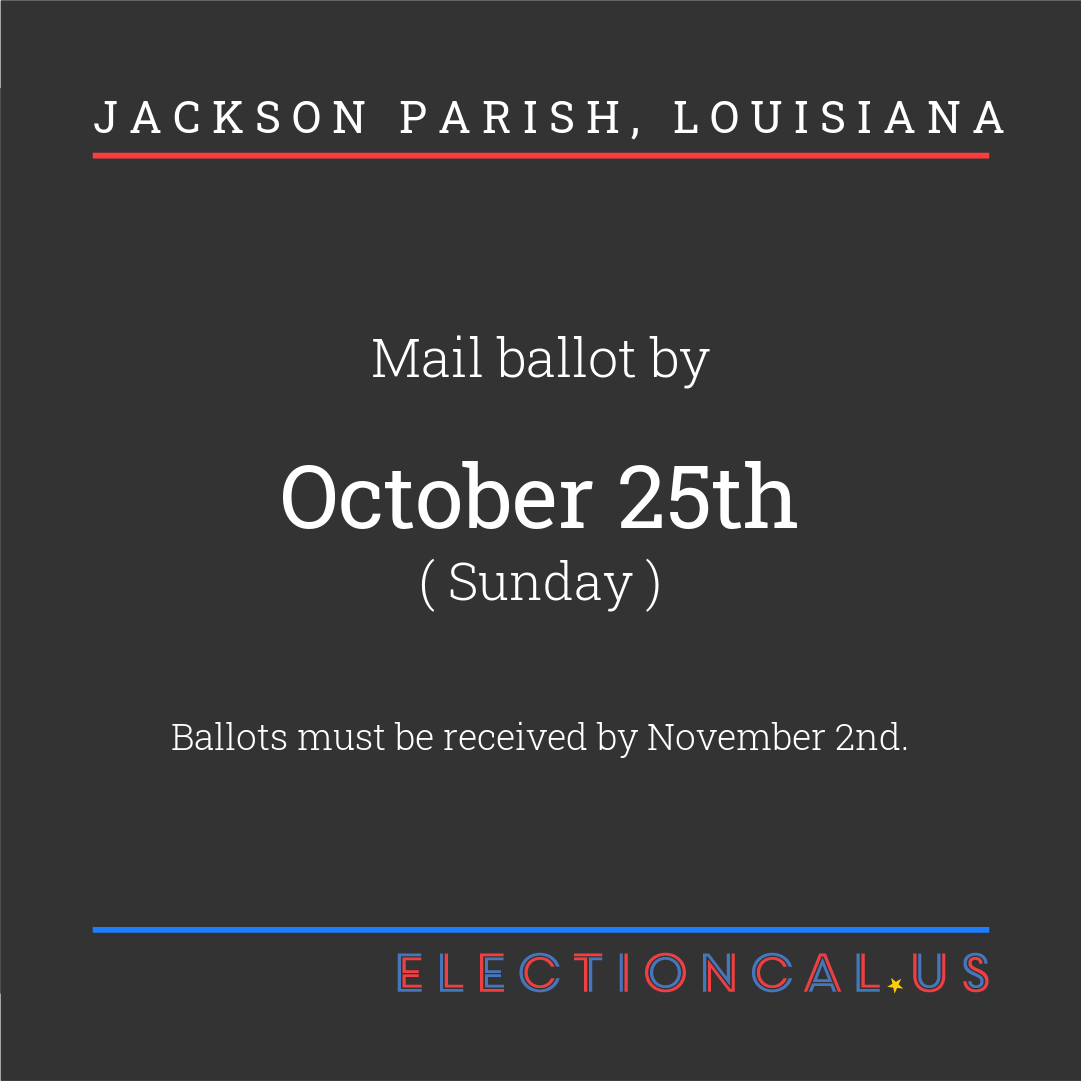 JACKSON PARISH, LOUISIANA
Mail ballot by
October 25th
( Sunday )
Ballots must be received by November 2nd.
ELECTIONCAL.US